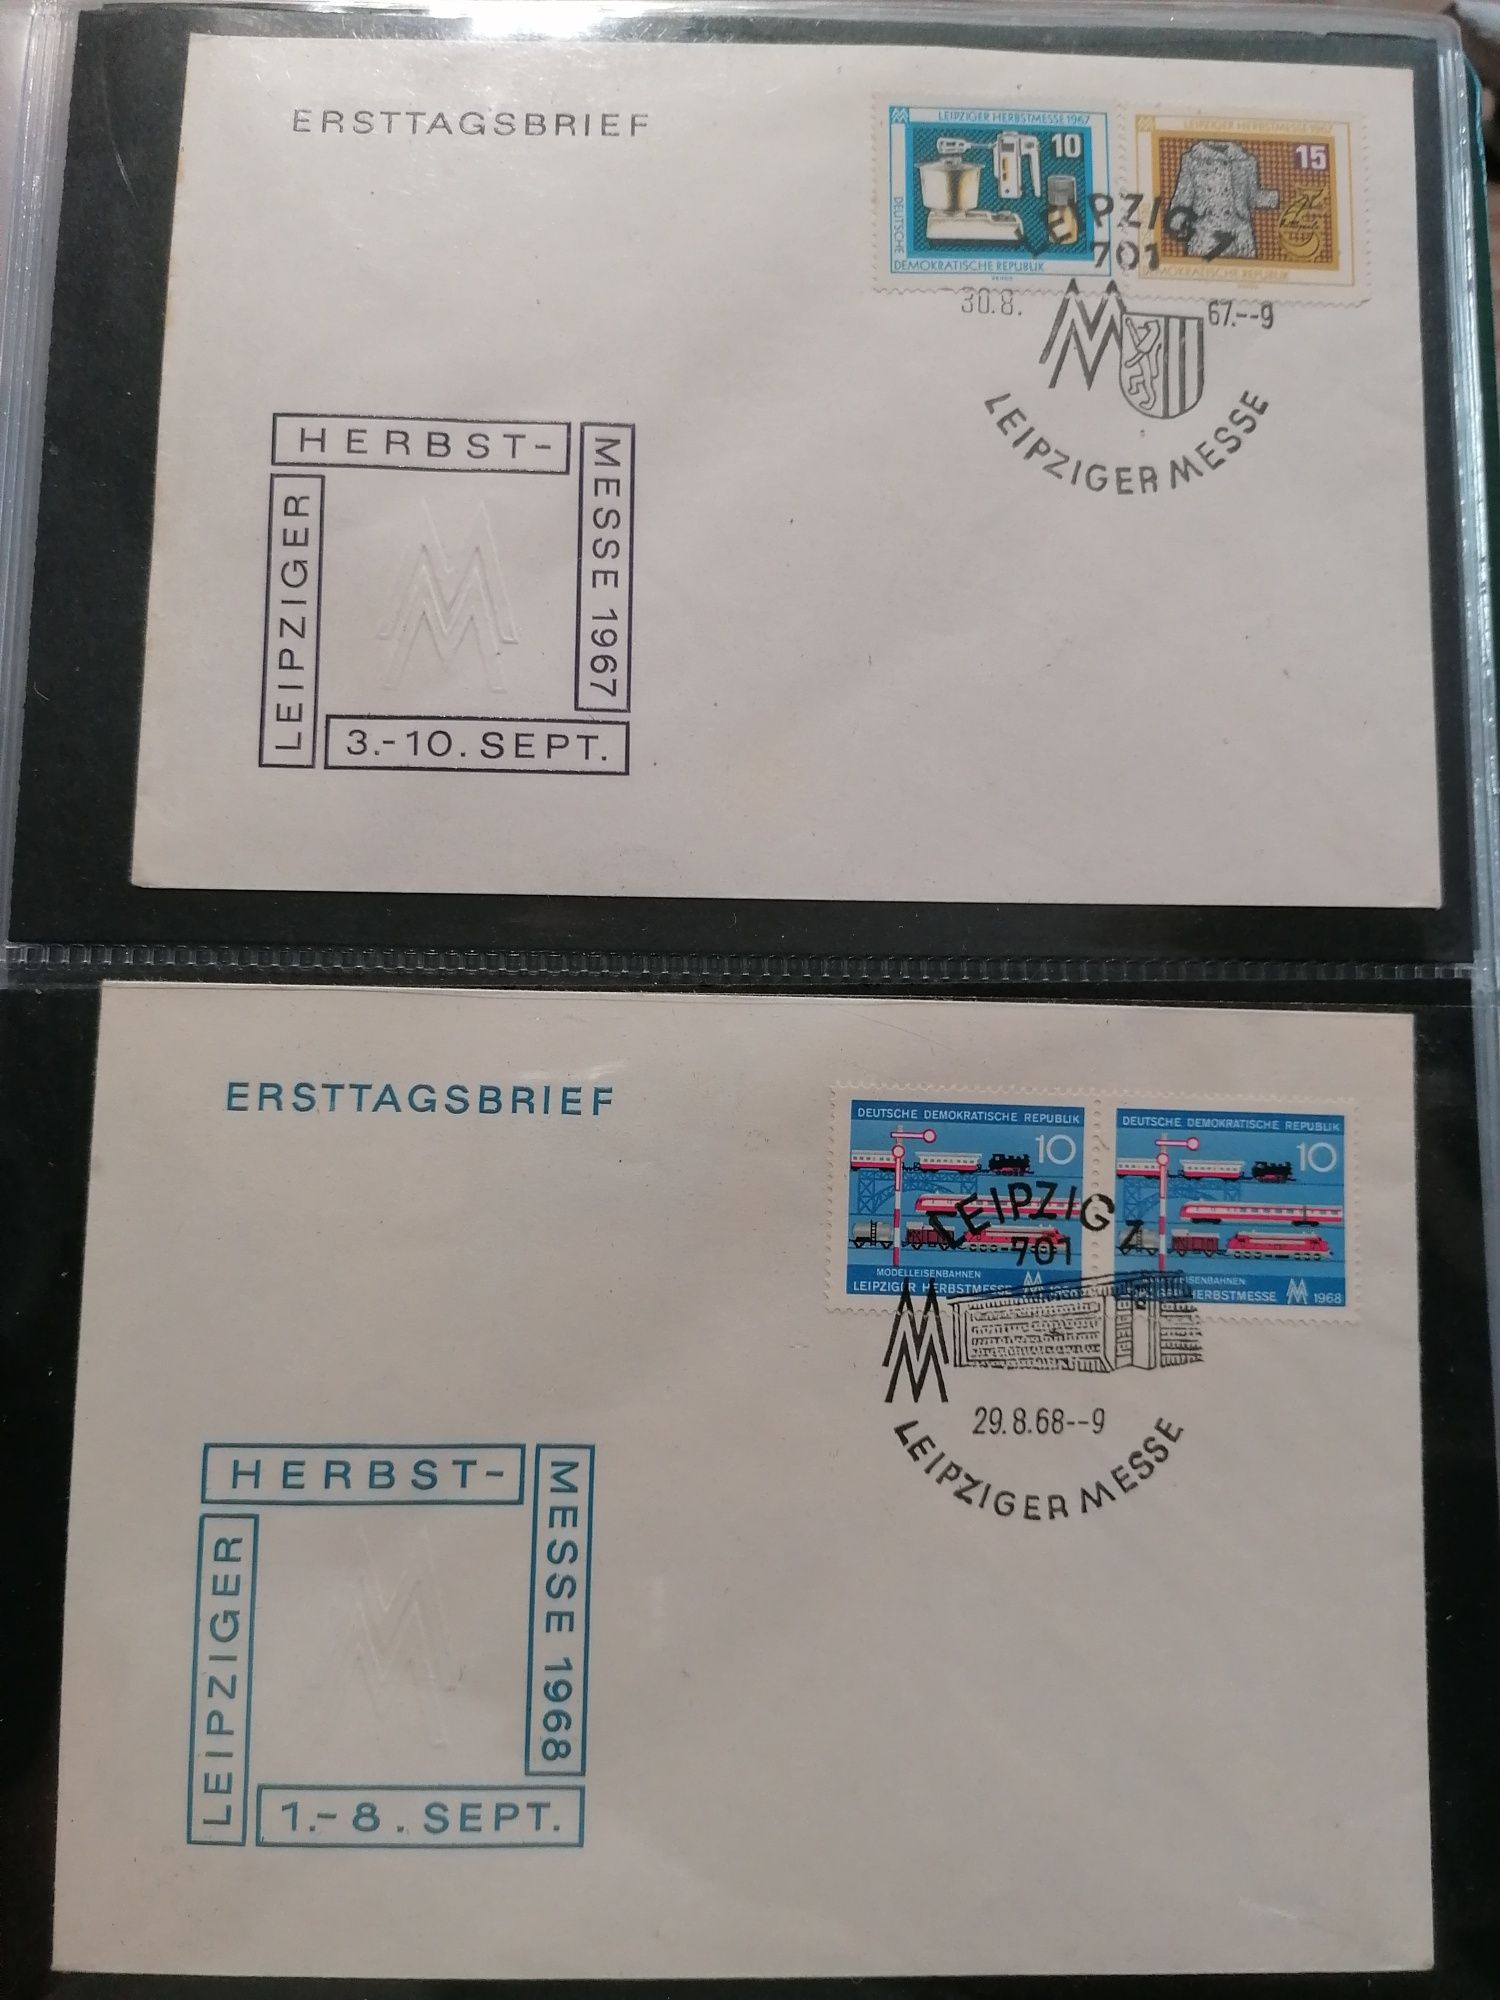 ERSTTAGSBRIEF
LEIPZIGER HERBSTMESSE 1967
10
DEUTSCHE
DEMOKRATISCHE REPUBLIK
LEIPZIGER HERBSTMESSE 1967
15
DEMOKRATISCHE REPUBLIK
LEIPZIG
701
30.8.
67.--9
LEIPZIGER MESSE
HERBST-
MESSE 1967
LEIPZIGER
3.-10. SEPT.
ERSTTAGSBRIEF
DEUTSCHE DEMOKRATISCHE REPUBLIK
10
MODELLEISENBAHNEN
LEIPZIGER HERBSTMESSE
DEUTSCHE DEMOKRATISCHE REPUBLIK
10
HERBSTMESSE MM 1968
LEIPZIG
701
29.8.68--9
LEIPZIGER MESSE
HERBST-
MESSE 1968
LEIPZIGER
1.-8. SEPT.